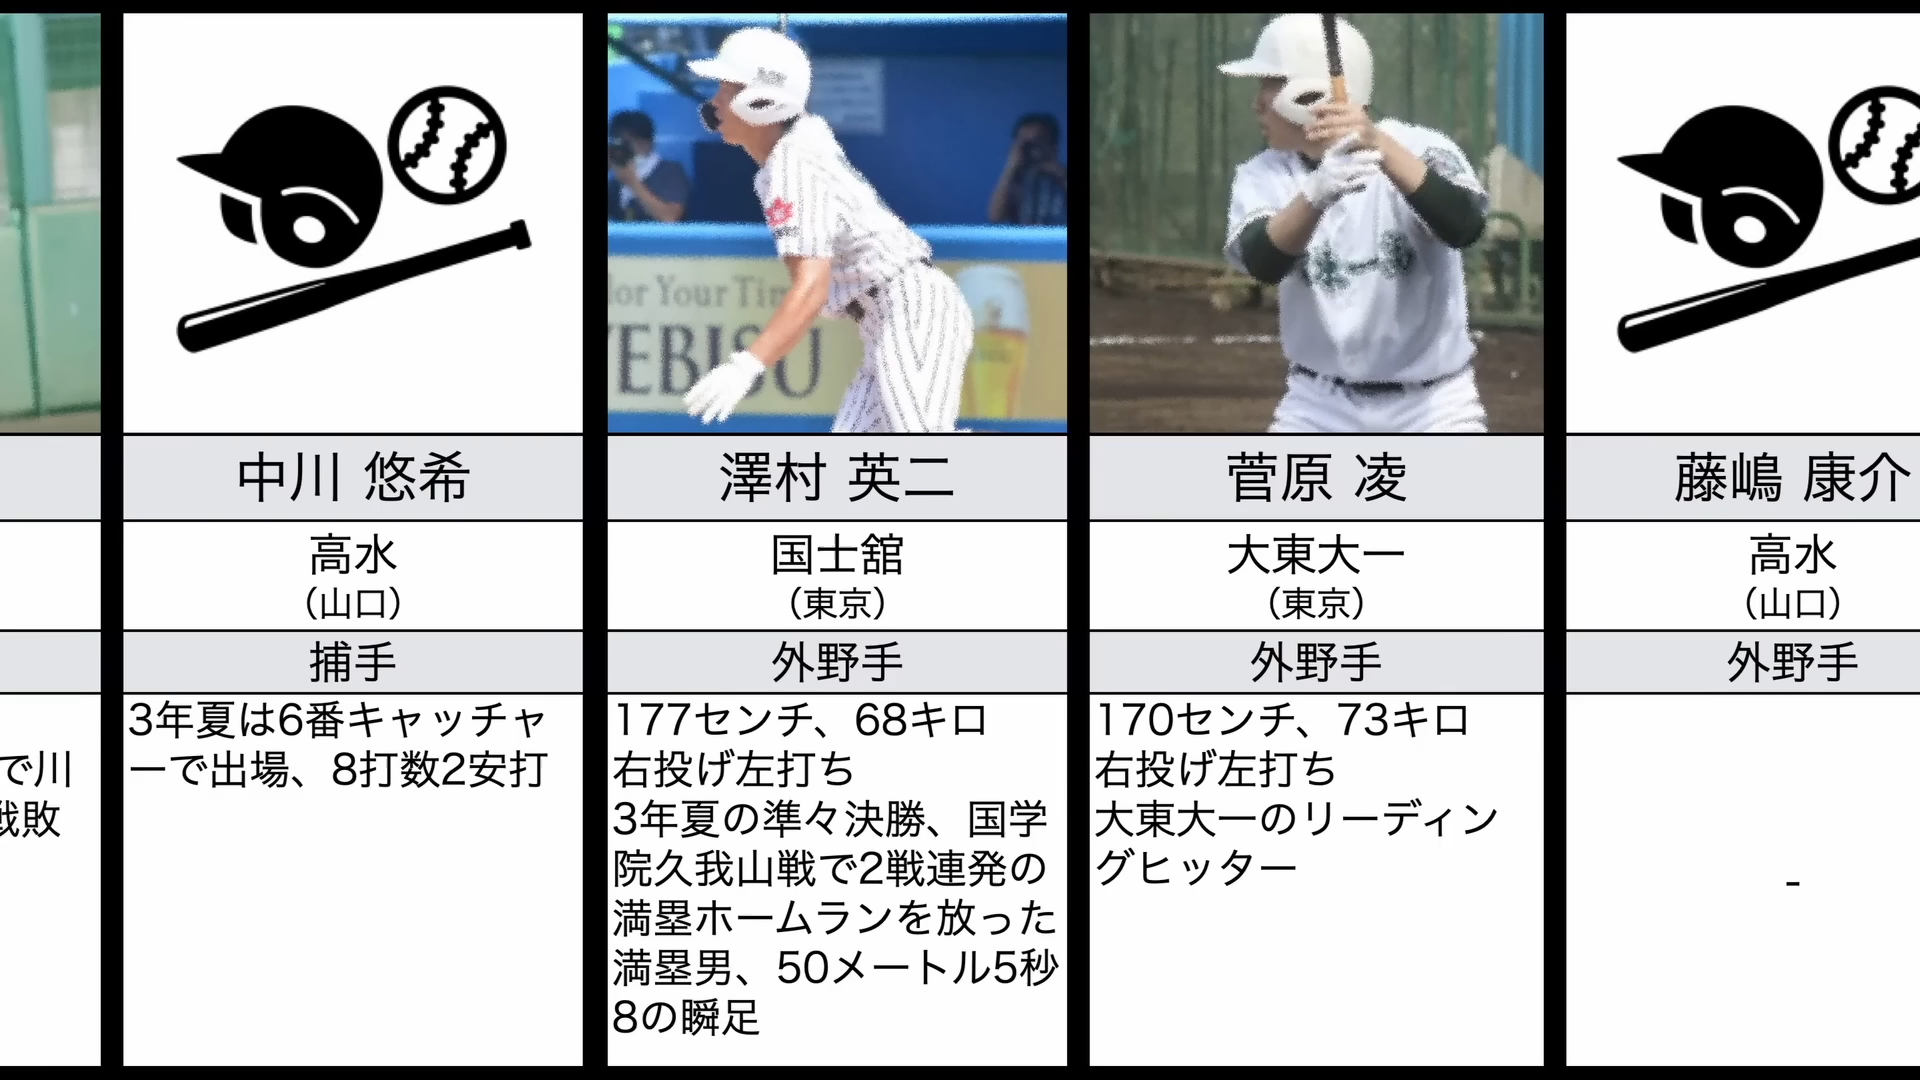 で川
戦敗
中川 悠希
高水
（山口）
捕手
3年夏は6番キャッチャ
ーで出場、8打数2安打
lor Your Tim
YEBISU
澤村 英二
国士舘
（東京）
外野手
177センチ、68キロ
右投げ左打ち
3年夏の準々決勝、国学
院久我山戦で2戦連発の
満塁ホームランを放った
満塁男、50メートル5秒
8の瞬足
菅原 凌
大東大一
（東京）
外野手
170センチ、73キロ
右投げ左打ち
大東大一のリーディン
グヒッター
藤嶋 康介
高水
（山口）
外野手
-